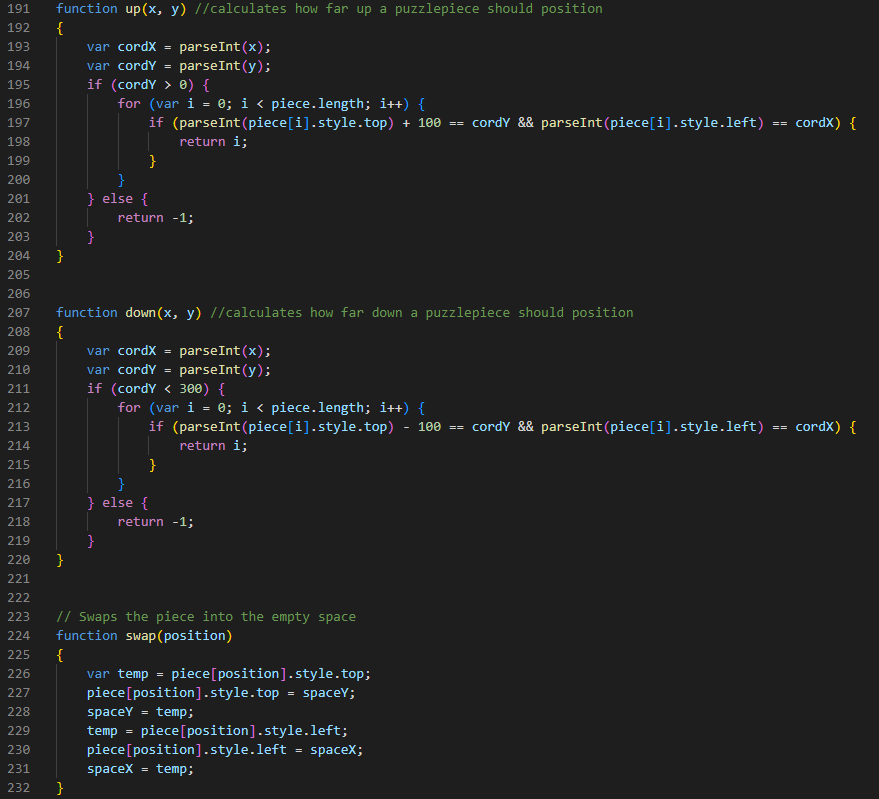 191 function up(x, y) //calculates how far up a puzzlepiece should position
192 {
193     var cordX = parseInt(x);
194     var cordY = parseInt(y);
195     if (cordY > 0) {
196         for (var i = 0; i < piece.length; i++) {
197             if (parseInt(piece[i].style.top) + 100 == cordY && parseInt(piece[i].style.left) == cordX) {
198                 return i;
199             }
200         }
201     } else {
202         return -1;
203     }
204 }
205
206
207 function down(x, y) //calculates how far down a puzzlepiece should position
208 {
209     var cordX = parseInt(x);
210     var cordY = parseInt(y);
211     if (cordY < 300) {
212         for (var i = 0; i < piece.length; i++) {
213             if (parseInt(piece[i].style.top) - 100 == cordY && parseInt(piece[i].style.left) == cordX) {
214                 return i;
215             }
216         }
217     } else {
218         return -1;
219     }
220 }
221
222
223 // Swaps the piece into the empty space
224 function swap(position)
225 {
226     var temp = piece[position].style.top;
227     piece[position].style.top = spaceY;
228     spaceY = temp;
229     temp = piece[position].style.left;
230     piece[position].style.left = spaceX;
231     spaceX = temp;
232 }